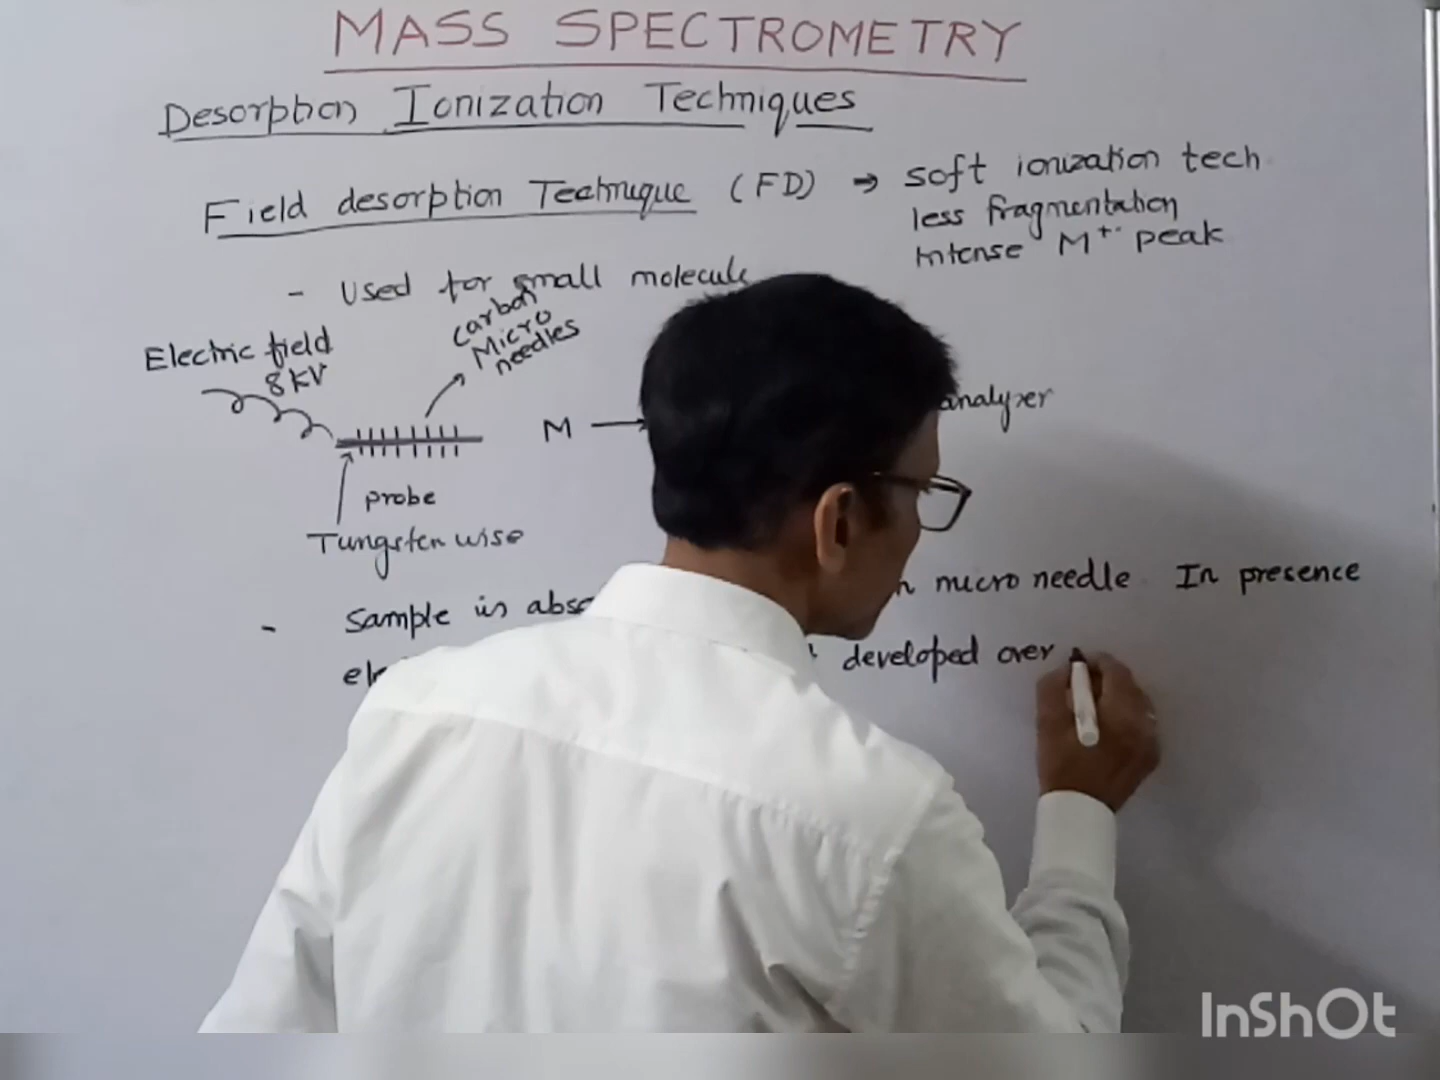 MASS SPECTROMETRY
Desorption Ionization Techniques
Field desorption Technique (FD) → soft ionization tech
less fragmentation
Intense M+· peak
- Used for small molecule
Carbon
Micro
needles
Electric field
8 KV
M → analyzer
probe
Tungsten wise
- Sample is micro needle. In presence
developed over
InShOt